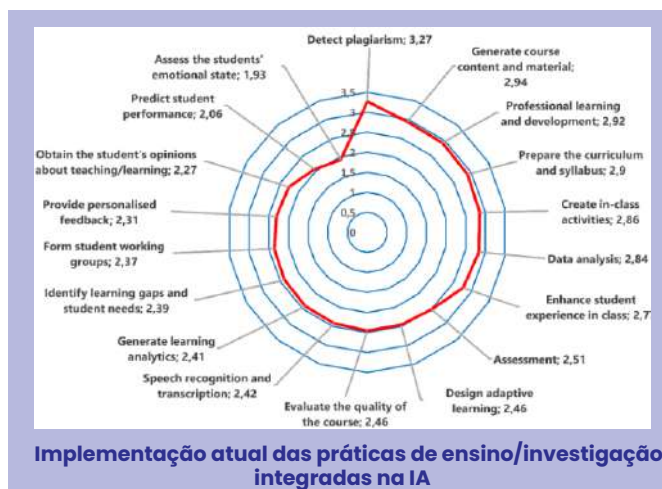 Detect plagiarism; 3,27
Generate course
content and material;
2,94
Professional learning
and development; 2,92
Prepare the curriculum
and syllabus; 2,9
Create in-class
activities; 2,86
Data analysis; 2,84
Enhance student
experience in class; 2,7
Assessment; 2,51
Design adaptive
learning; 2,46
Evaluate the quality of
the course; 2,46
Speech recognition and
transcription; 2,42
Generate learning
analytics; 2,41
Identify learning gaps and
student needs; 2,39
Form student working
groups; 2,37
Provide personalised
feedback; 2,31
Obtain the student's opinions
about teaching/learning; 2,27
Predict student
performance; 2,06
Assess the students'
emotional state; 1,93
3,5
3
2,5
2
1,5
1
0,5
0
Implementação atual das práticas de ensino/investigação
integradas na IA